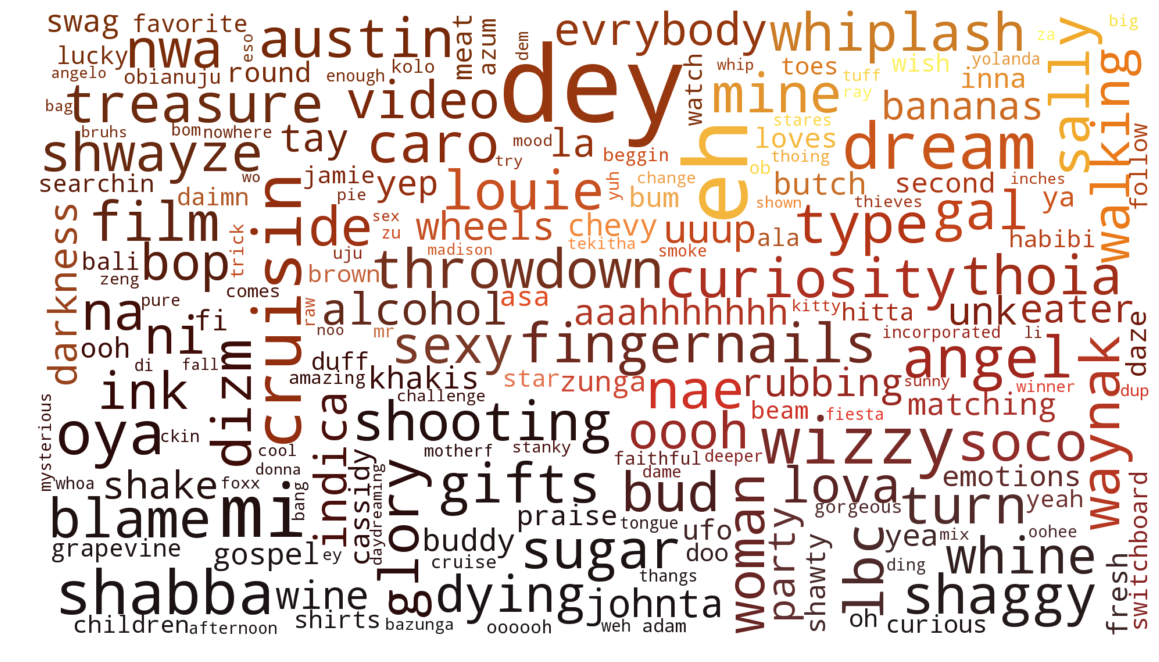 swag favorite austin meat azum dem evrybody whiplash za big
lucky nwa eso
angelo obianuju round enough kolo dey watch whip toes tuff wish yolanda inna sally walking
bag treasure video mine ray bananas
bruhs bom nowhere tay caro mood la eh stares loves dream follow
shwayze try beggin thoing
searchin wo jamie yep louie yuh change ob butch second inches
daimn pie bum shown thieves ya
darkness film cruisin de sex wheels chevy uuup ala type gal
trick zu tekitha habibi
bali bop uju madison smoke
zeng brown throwdown curiosity thoia
comes
na pure raw alcohol asa aaahhhhhhh kitty hitta unk eater
ni fi noo mr incorporated li daze
ooh di fall dizm duff sexy fingernails angel waynak
ink amazing khakis star zunga nae rubbing sunny winner dup
challenge matching
mysterious oya ckin indica shooting oooh beam fiesta wizzy soco
cool motherf stanky faithful deeper
whoa shake foxx donna cassidy daydreaming glory gifts dame bud woman lova emotions switchboard
blame mi bang gorgeous turn yeah
praise tongue ufo party
grapevine gospel ey buddy sugar doo shawty lbc yea mix oohee
cruise thangs ding whine fresh
shabba wine dying johnta shaggy
children afternoon shirts bazunga oooooh weh adam oh curious